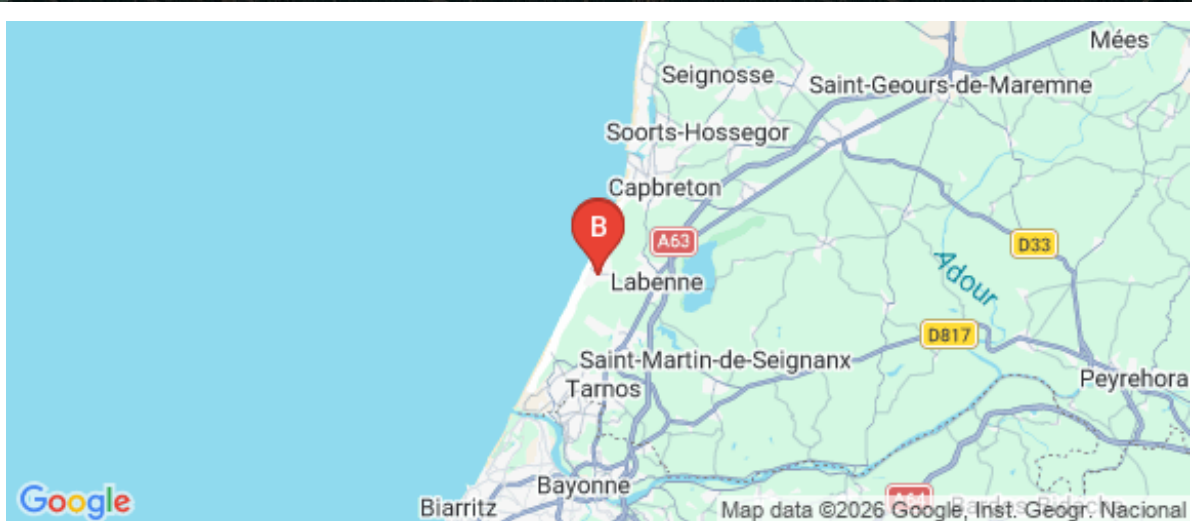 Mées
Seignosse
Saint-Geours-de-Maremne
Soorts-Hossegor
Capbreton
B
A63
D33
Adour
Labenne
D817
Saint-Martin-de-Seignanx
Peyrehora
Tarnos
Bayonne
A64
Google
Biarritz
Map data ©2026 Google, Inst. Geogr. Nacional